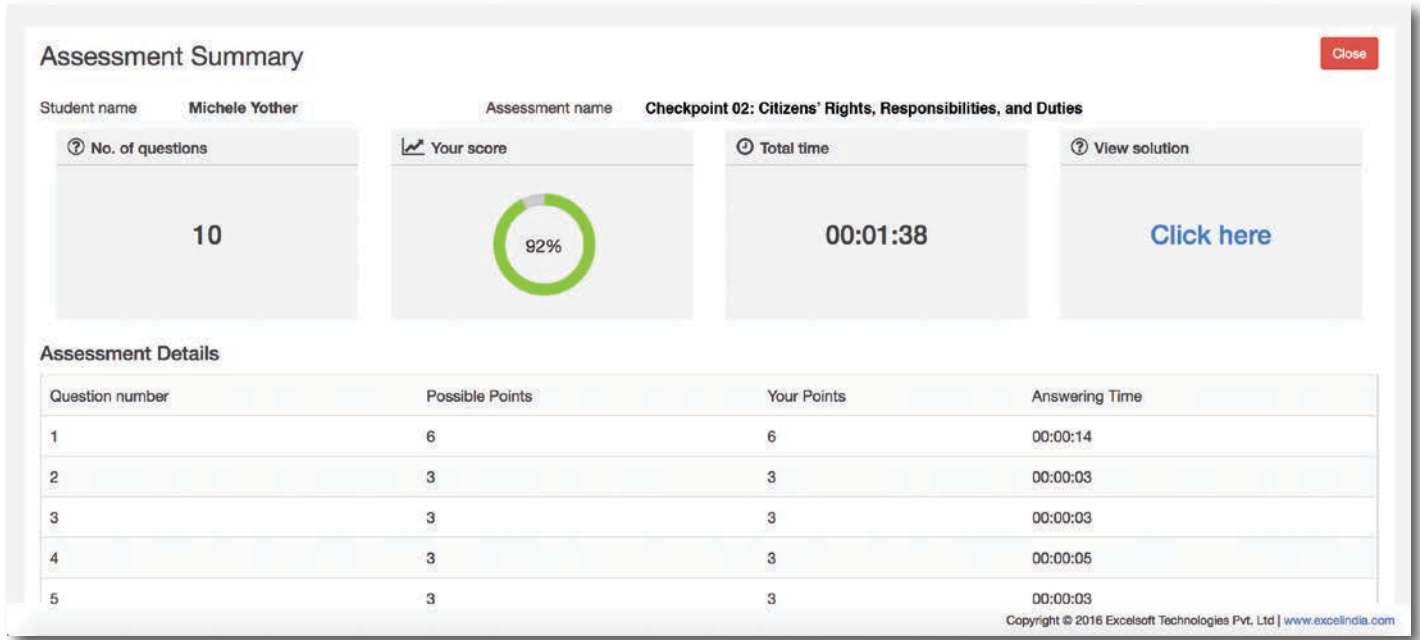 Assessment Summary
Close
Student name Michele Yother Assessment name Checkpoint 02: Citizens' Rights, Responsibilities, and Duties
No. of questions
10
Your score
92%
Total time
00:01:38
View solution
Click here
Assessment Details
Question number Possible Points Your Points Answering Time
1 6 6 00:00:14
2 3 3 00:00:03
3 3 3 00:00:03
4 3 3 00:00:05
5 3 3 00:00:03
Copyright © 2016 Excelsoft Technologies Pvt. Ltd | www.excelindia.com